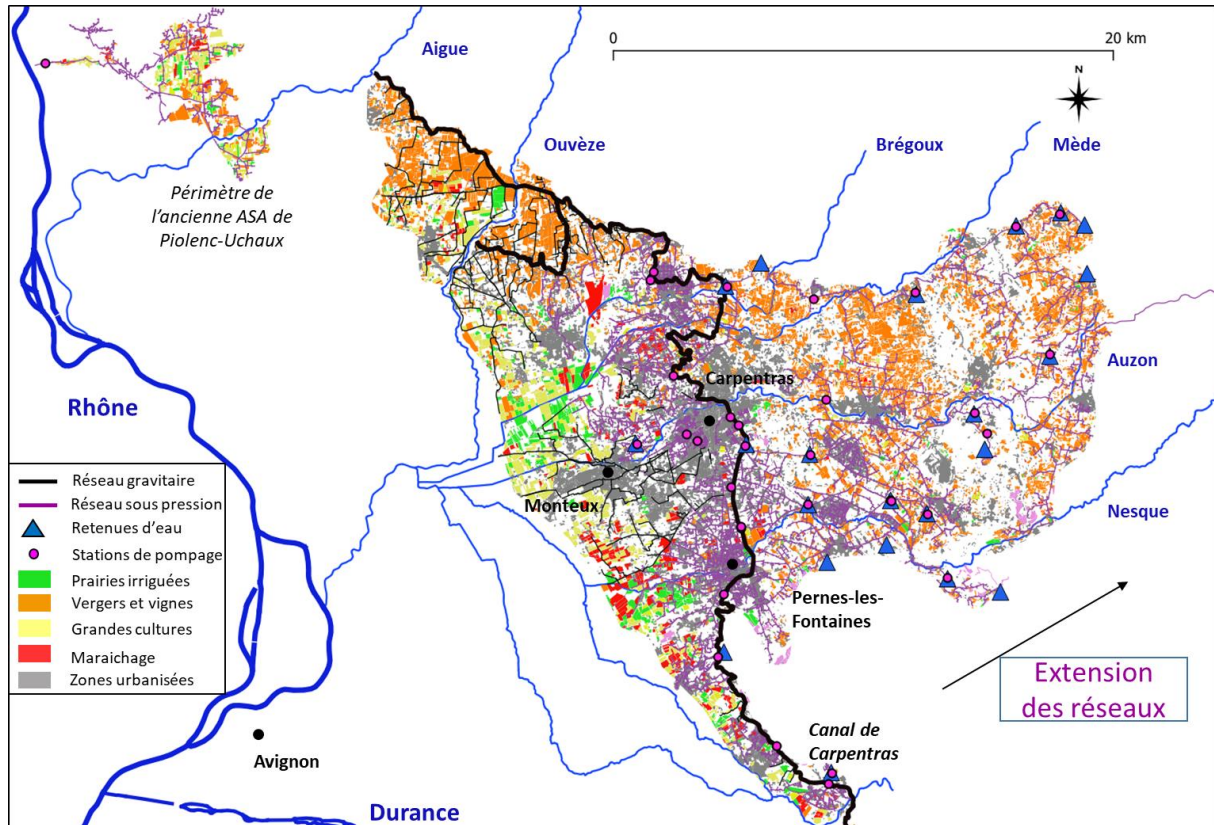 Aigue
0
20 km
N
Ouvèze
Brégoux
Mède
Périmètre de
l'ancienne ASA de
Piolenc-Uchaux
Rhône
Carpentras
Auzon
Réseau gravitaire
Réseau sous pression
Retenues d'eau
Stations de pompage
Prairies irriguées
Vergers et vignes
Grandes cultures
Maraichage
Zones urbanisées
Monteux
Nesque
Pernes-les-
Fontaines
Extension
des réseaux
Canal de
Carpentras
Avignon
Durance